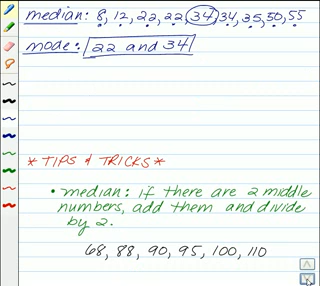 median: 8, 12, 22, 22, 34, 34, 35, 50, 55
mode: 22 and 34
* TIPS & TRICKS *
• median: if there are 2 middle
numbers, add them and divide
by 2.
68, 88, 90, 95, 100, 110